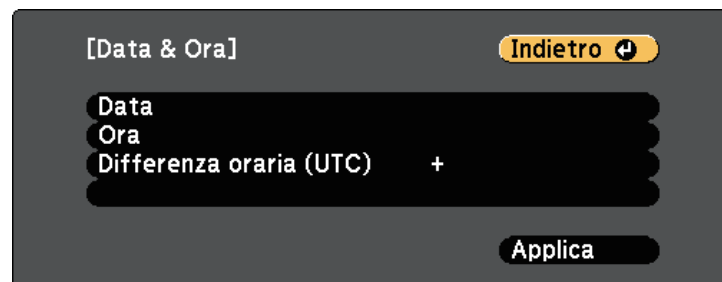 [Data & Ora]
Indietro
Data
Ora
Differenza oraria (UTC) +
Applica